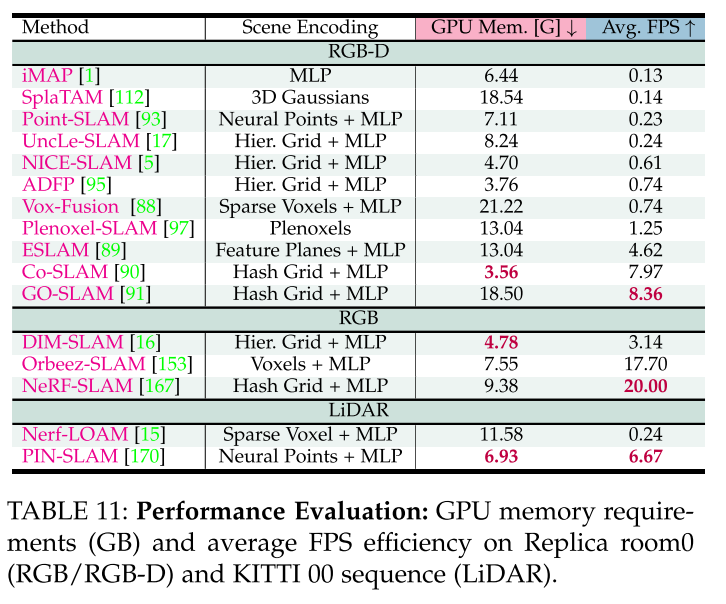 Method Scene Encoding GPU Mem. [G] ↓ Avg. FPS ↑
RGB-D
iMAP [1] MLP 6.44 0.13
SplaTAM [112] 3D Gaussians 18.54 0.14
Point-SLAM [93] Neural Points + MLP 7.11 0.23
UncLe-SLAM [17] Hier. Grid + MLP 8.24 0.24
NICE-SLAM [5] Hier. Grid + MLP 4.70 0.61
ADFP [95] Hier. Grid + MLP 3.76 0.74
Vox-Fusion [88] Sparse Voxels + MLP 21.22 0.74
Plenoxel-SLAM [97] Plenoxels 13.04 1.25
ESLAM [89] Feature Planes + MLP 13.04 4.62
Co-SLAM [90] Hash Grid + MLP 3.56 7.97
GO-SLAM [91] Hash Grid + MLP 18.50 8.36
RGB
DIM-SLAM [16] Hier. Grid + MLP 4.78 3.14
Orbeez-SLAM [153] Voxels + MLP 7.55 17.70
NeRF-SLAM [167] Hash Grid + MLP 9.38 20.00
LiDAR
Nerf-LOAM [15] Sparse Voxel + MLP 11.58 0.24
PIN-SLAM [170] Neural Points + MLP 6.93 6.67
TABLE 11: Performance Evaluation: GPU memory require-
ments (GB) and average FPS efficiency on Replica room0
(RGB/RGB-D) and KITTI 00 sequence (LiDAR).